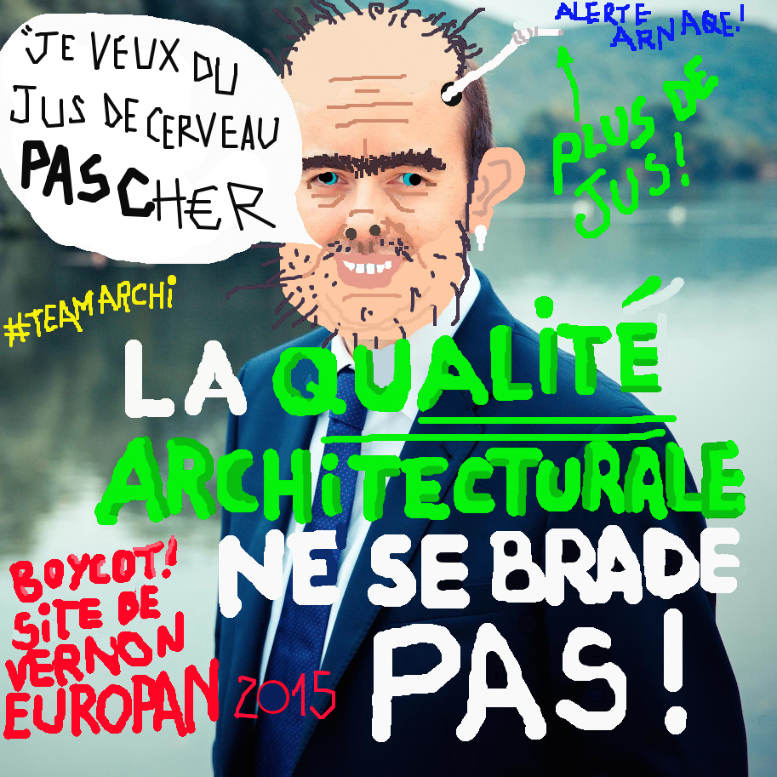 "JE VEUX DU
JUS DE CERVEAU
PAS CHER
ALERTE
ARNAQE!
PLUS DE
JUS!
#TEAMARCHi
LA QUALiTÉ
ARCHiTECTURALE
NE SE BRADE
PAS!
BOYCOT!
SiTE DE
VERNON
EUROPAN 2015